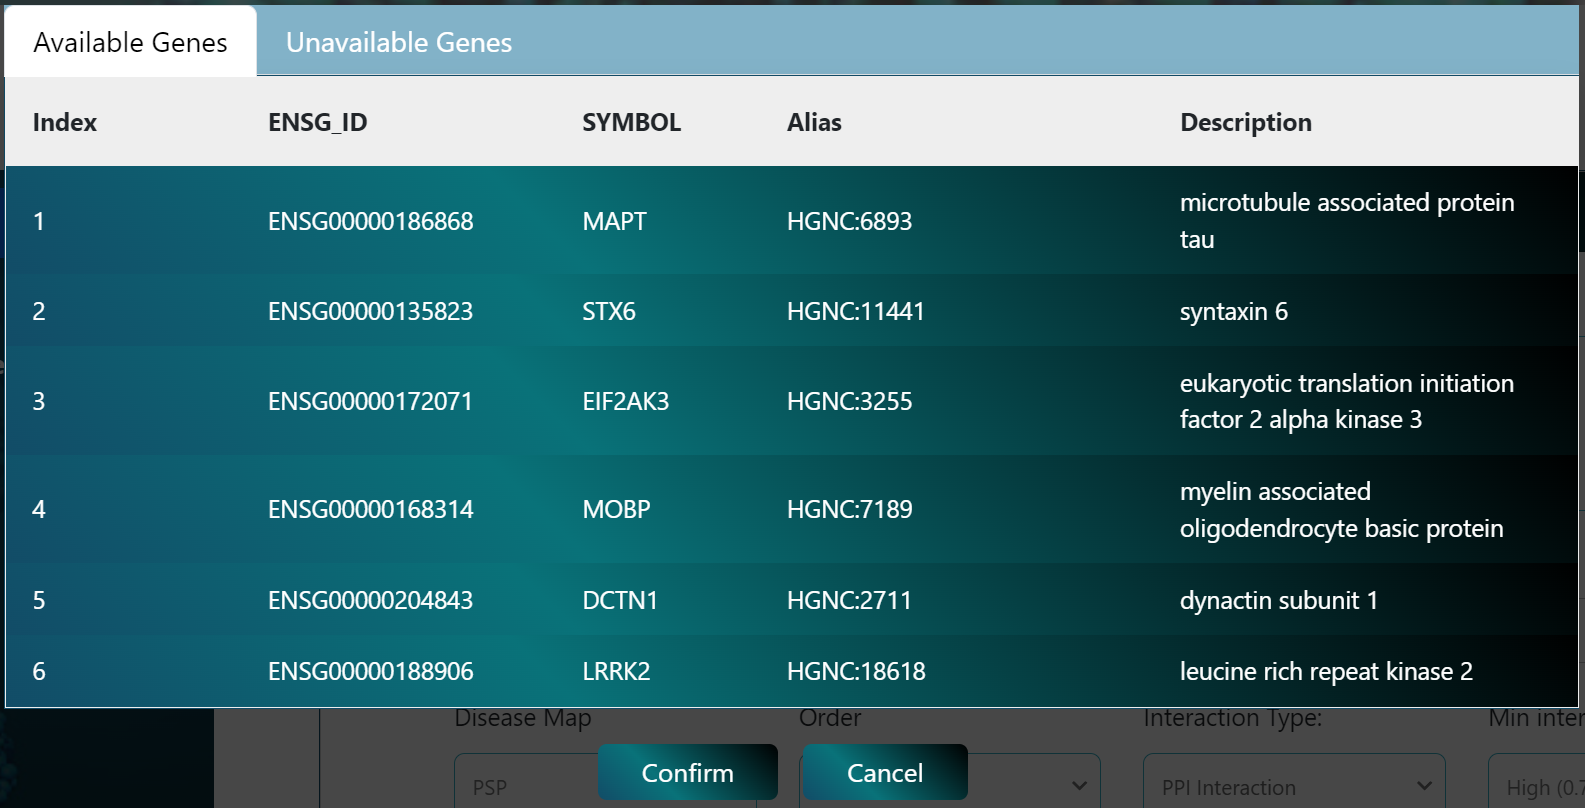 Available Genes Unavailable Genes
Index ENSG_ID SYMBOL Alias Description
1 ENSG00000186868 MAPT HGNC:6893 microtubule associated protein
tau
2 ENSG00000135823 STX6 HGNC:11441 syntaxin 6
3 ENSG00000172071 EIF2AK3 HGNC:3255 eukaryotic translation initiation
factor 2 alpha kinase 3
4 ENSG00000168314 MOBP HGNC:7189 myelin associated
oligodendrocyte basic protein
5 ENSG00000204843 DCTN1 HGNC:2711 dynactin subunit 1
6 ENSG00000188906 LRRK2 HGNC:18618 leucine rich repeat kinase 2
Disease Map Order Interaction Type: Min inter
Confirm Cancel
PSP PPI Interaction High (0.7